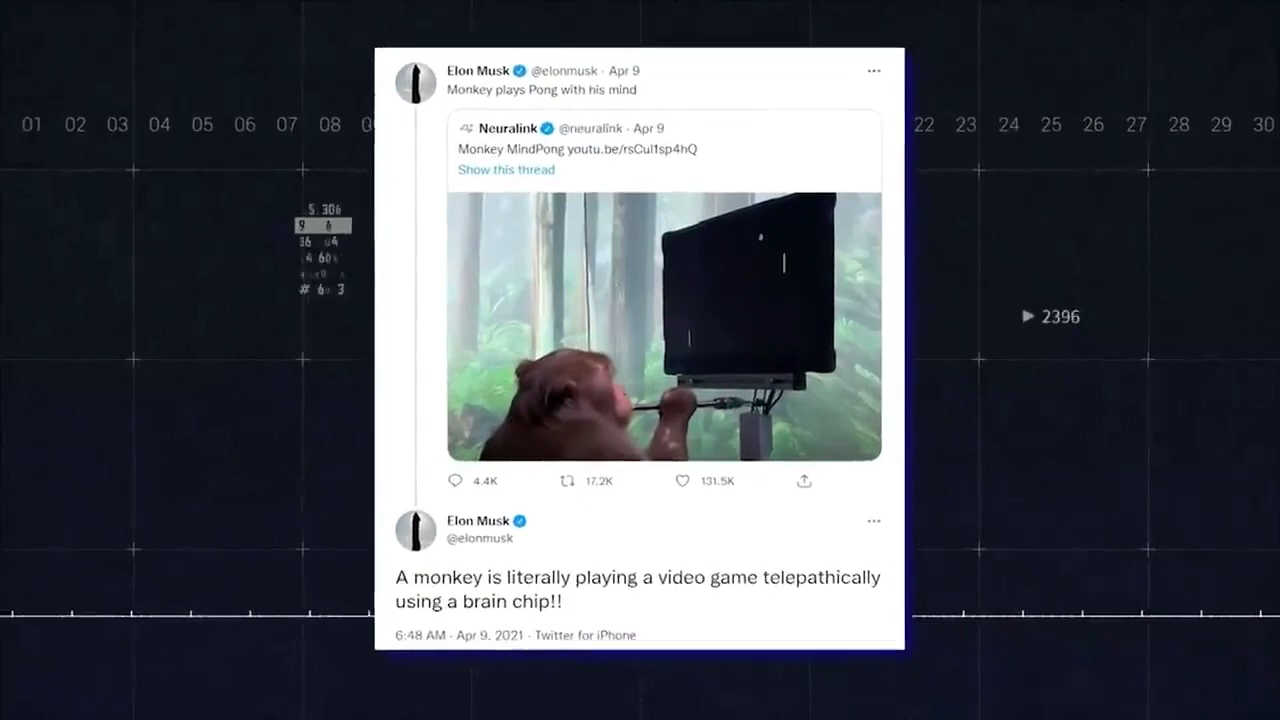 Elon Musk @elonmusk · Apr 9 ···
Monkey plays Pong with his mind
Neuralink @neuralink · Apr 9
Monkey MindPong youtu.be/rsCul1sp4hQ
Show this thread
4.4K 17.2K 131.5K
Elon Musk ···
@elonmusk
A monkey is literally playing a video game telepathically
using a brain chip!!
6:48 AM · Apr 9, 2021 · Twitter for iPhone
01 02 03 04 05 06 07 08 22 23 24 25 26 27 28 29 30
5.306
2396